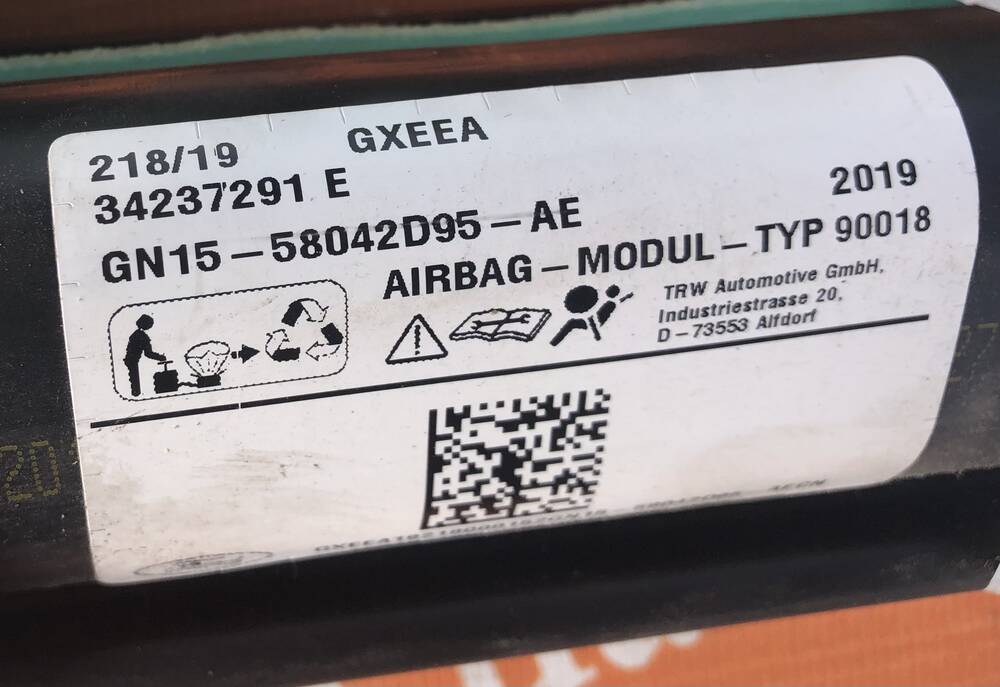 218/19 GXEEA
34237291 E
2019
GN15-58042D95-AE
AIRBAG-MODUL-TYP 90018
TRW Automotive GmbH,
Industriestrasse 20,
D-73553 Alfdorf